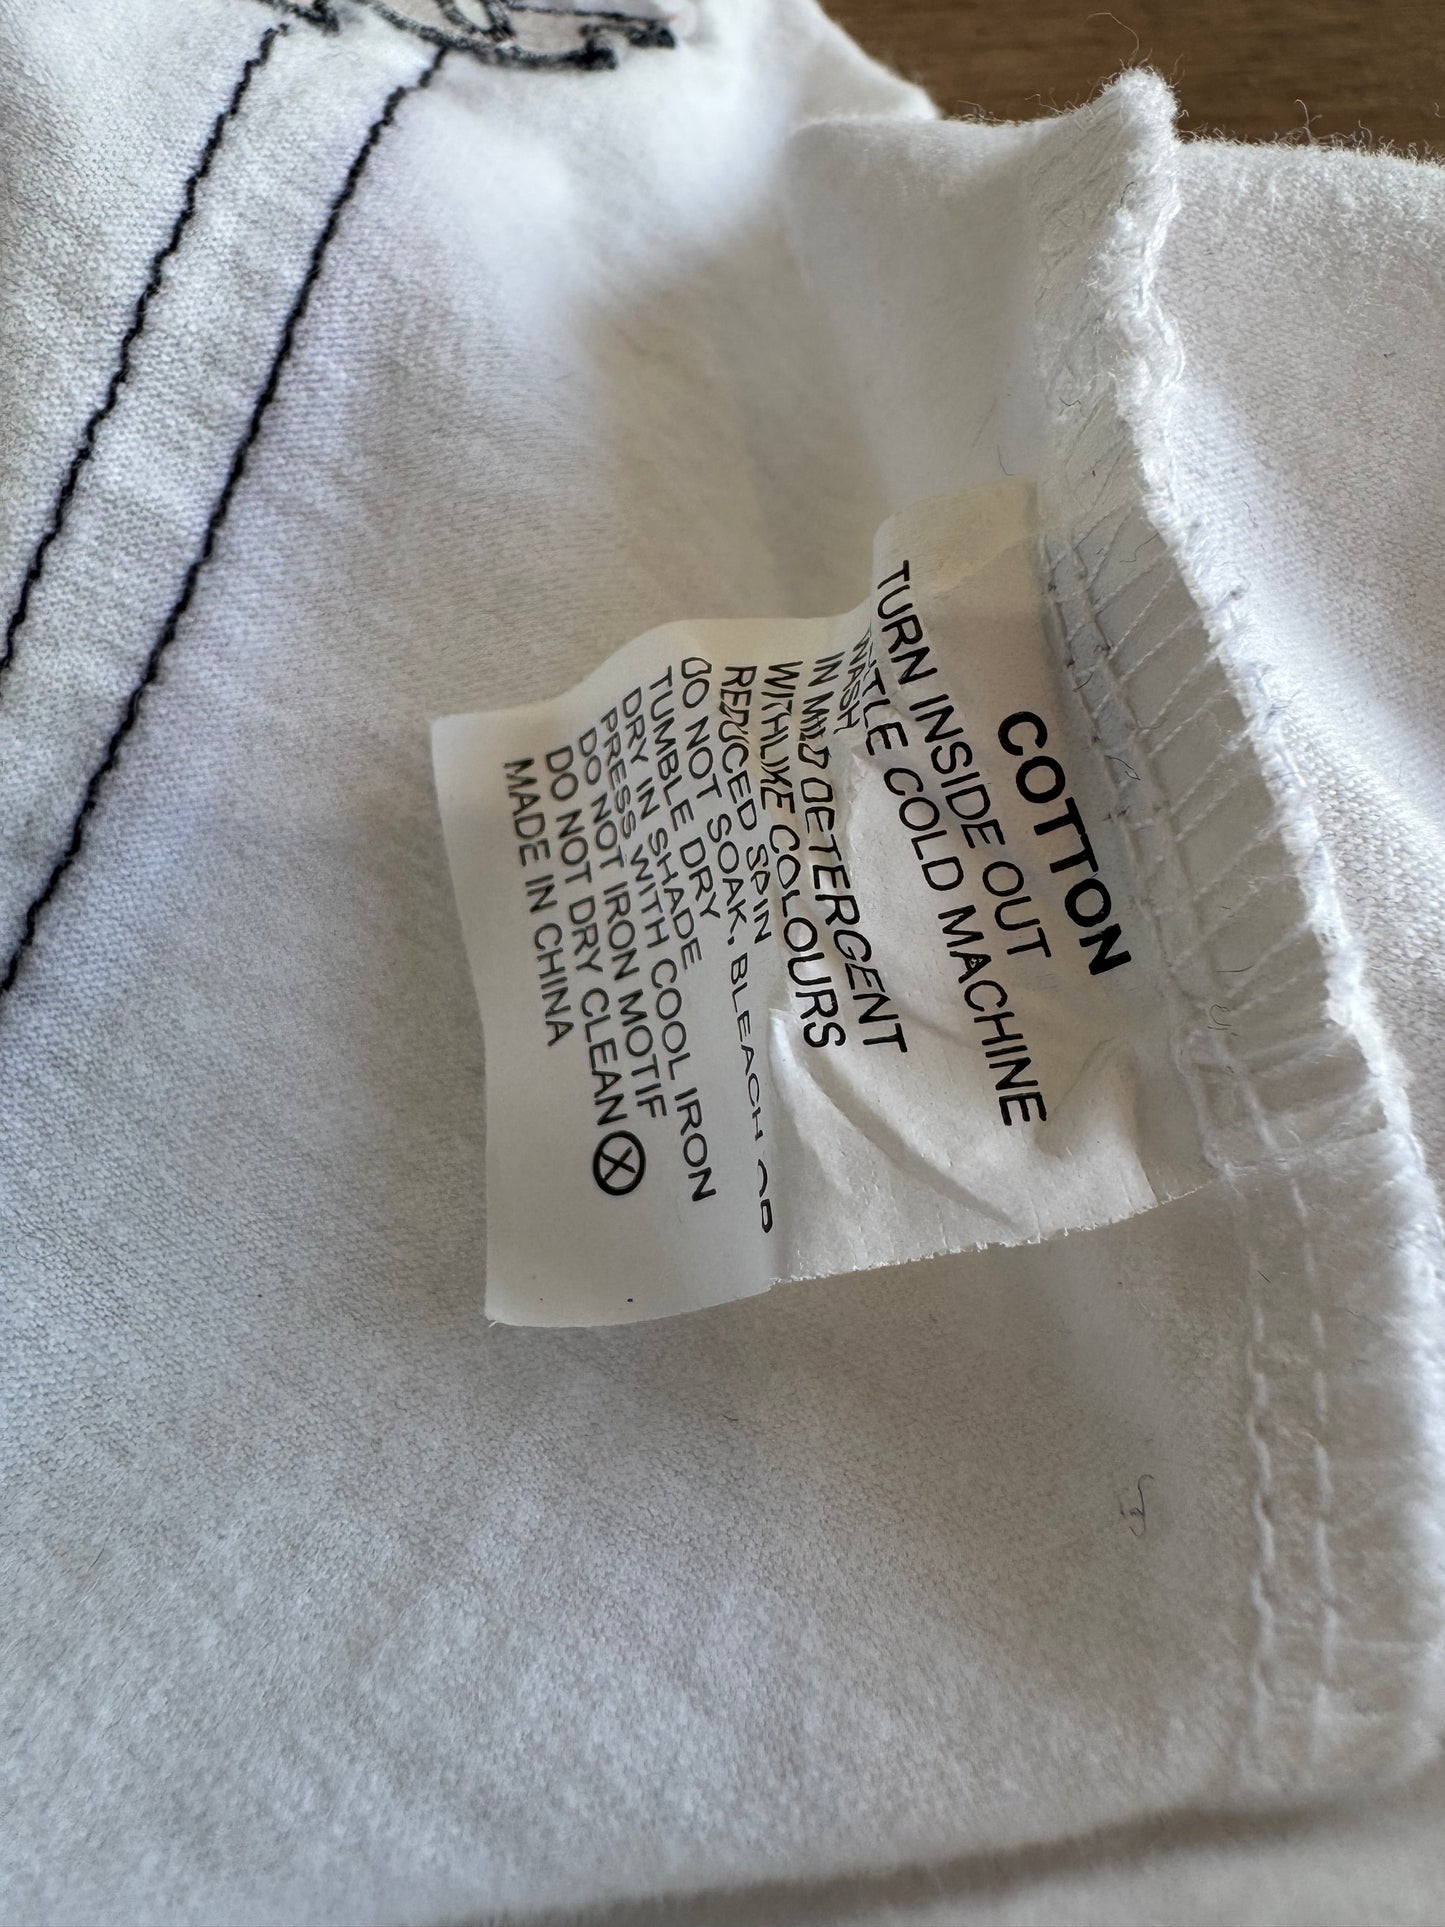 COTTON
TURN INSIDE OUT
COLD MACHINE
WASH
IN MILD DETERGENT
WITH LIKE COLOURS
REDUCED SPIN
DO NOT SOAK, BLEACH OR
TUMBLE DRY
DRY IN SHADE
PRESS WITH COOL IRON
DO NOT IRON MOTIF
DO NOT DRY CLEAN
MADE IN CHINA